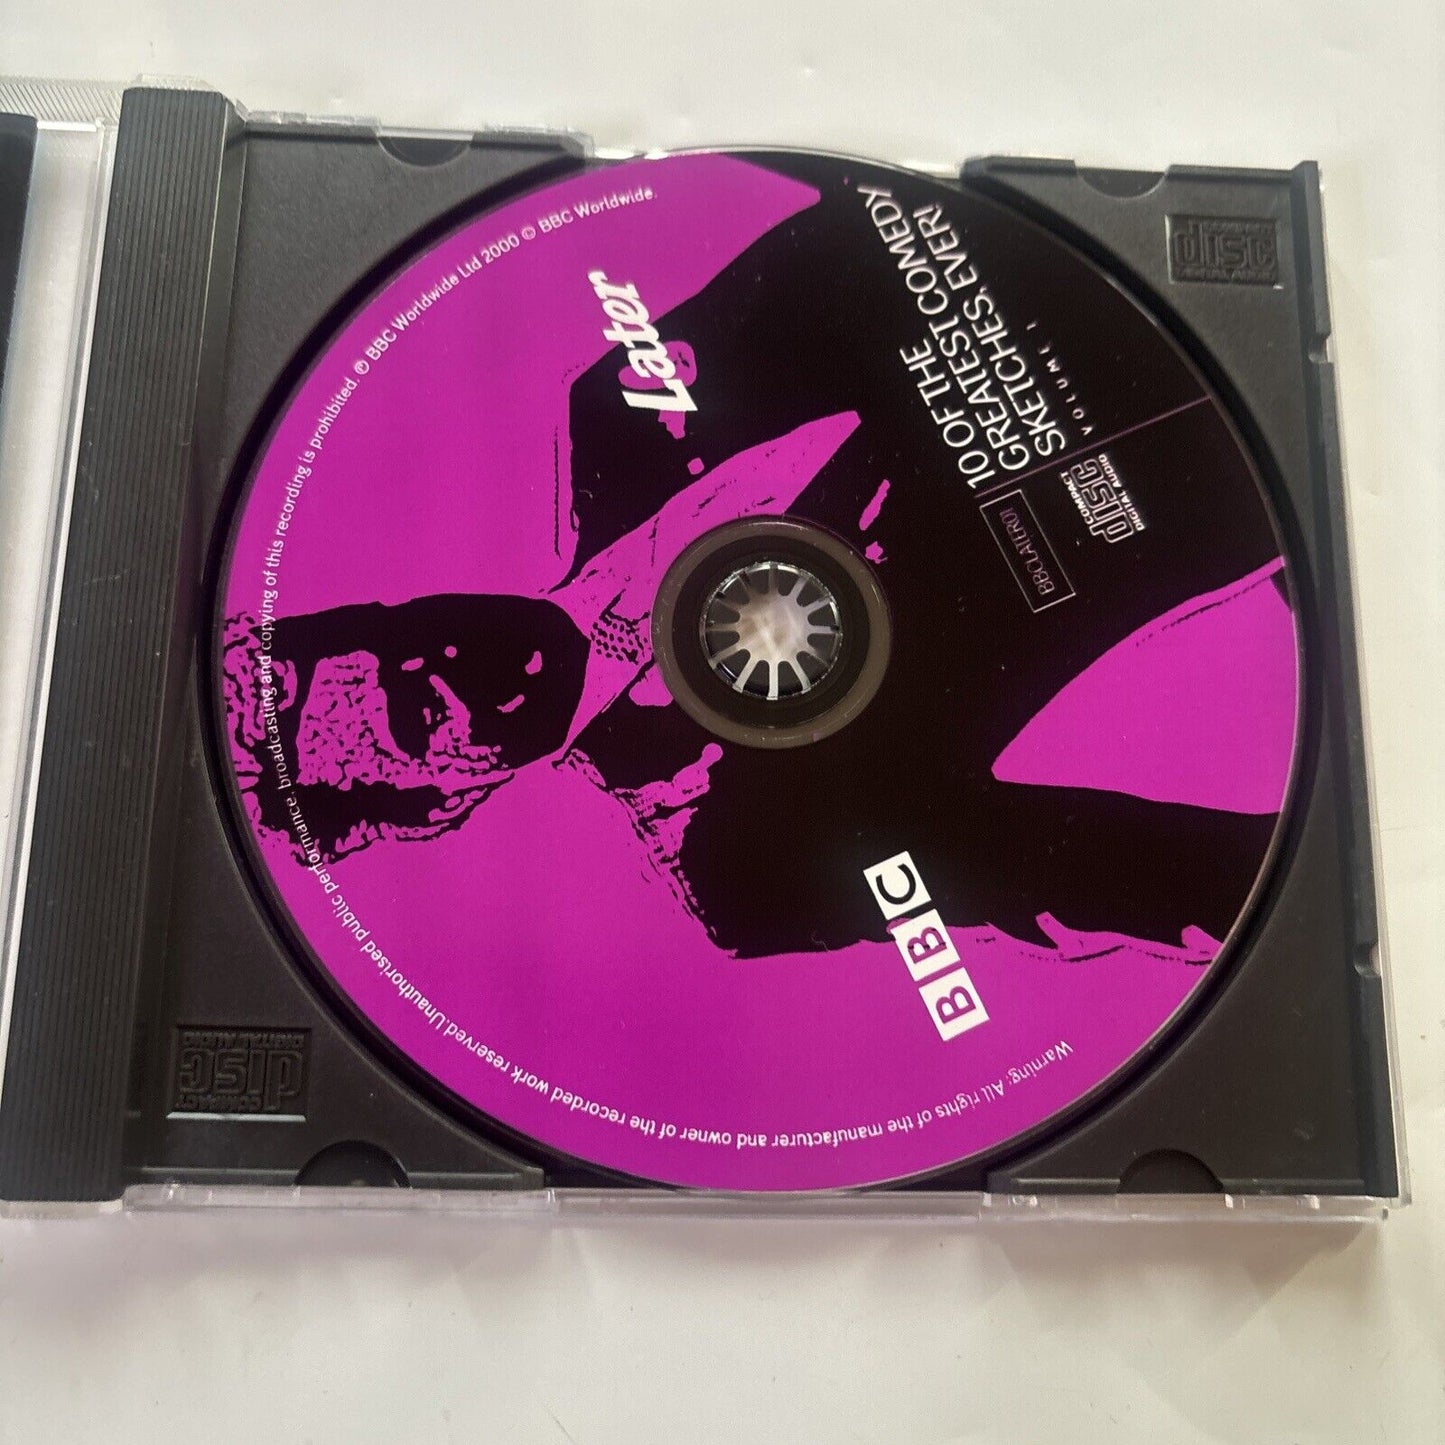 Later
10 OF THE
GREATEST COMEDY
SKETCHES, EVER!
VOLUME 1
BBCLATER01
COMPACT
disc
DIGITAL AUDIO
BBC
Warning: All rights of the manufacturer and owner of the recorded work reserved. Unauthorised public performance, broadcasting and copying of this recording is prohibited. ℗ BBC Worldwide Ltd 2000 © BBC Worldwide.
disc
COMPACT
disc
DIGITAL AUDIO